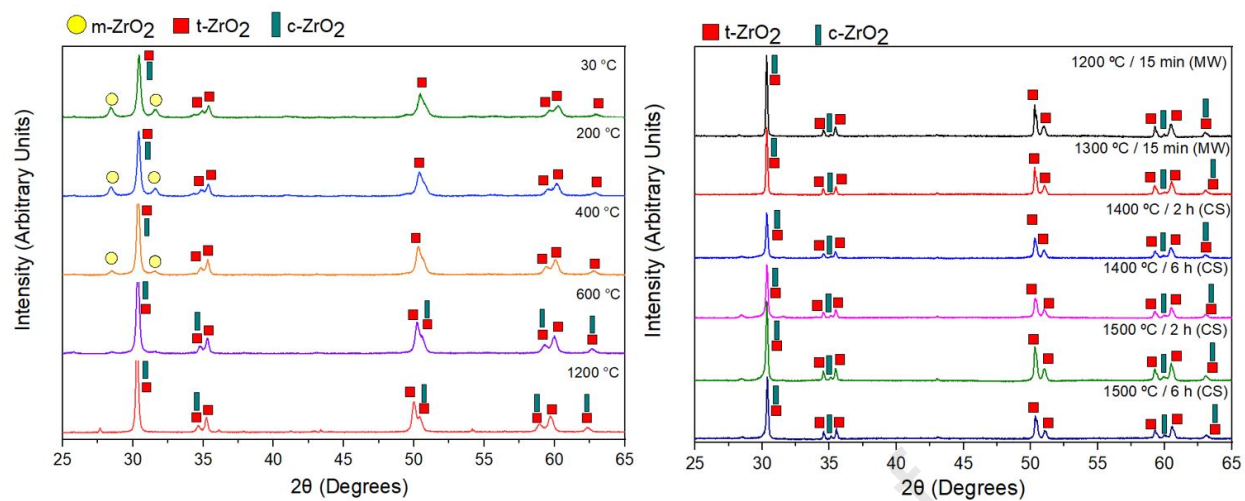 m-ZrO2 t-ZrO2 c-ZrO2
30 °C
200 °C
400 °C
600 °C
1200 °C
Intensity (Arbitrary Units)
25 30 35 40 45 50 55 60 65
2θ (Degrees)
t-ZrO2 c-ZrO2
1200 ºC / 15 min (MW)
1300 ºC / 15 min (MW)
1400 ºC / 2 h (CS)
1400 ºC / 6 h (CS)
1500 ºC / 2 h (CS)
1500 ºC / 6 h (CS)
Intensity (Arbitrary Units)
25 30 35 40 45 50 55 60 65
2θ (Degrees)